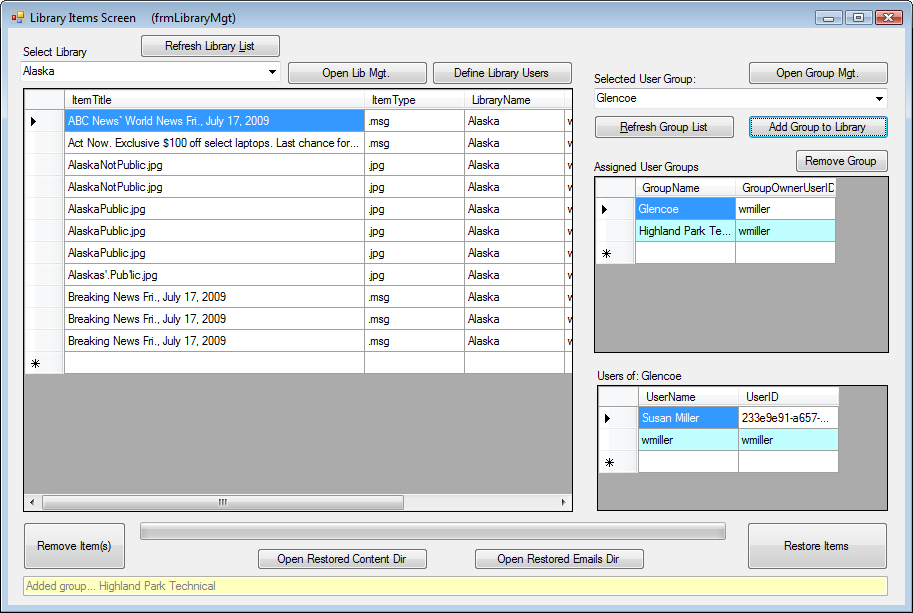 Library Items Screen (frmLibraryMgt)
Select Library
Refresh Library List
Alaska
Open Lib Mgt.
Define Library Users
Selected User Group:
Open Group Mgt.
Glencoe
Refresh Group List
Add Group to Library
Assigned User Groups
Remove Group
ItemTitle ItemType LibraryName
ABC News` World News Fri., July 17, 2009 .msg Alaska w
Act Now. Exclusive $100 off select laptops. Last chance for... .msg Alaska w
AlaskaNotPublic.jpg .jpg Alaska w
AlaskaNotPublic.jpg .jpg Alaska w
AlaskaPublic.jpg .jpg Alaska w
AlaskaPublic.jpg .jpg Alaska w
AlaskaPublic.jpg .jpg Alaska w
Alaskas'.Pub'lic.jpg .jpg Alaska w
Breaking News Fri., July 17, 2009 .msg Alaska w
Breaking News Fri., July 17, 2009 .msg Alaska w
Breaking News Fri., July 17, 2009 .msg Alaska w
GroupName GroupOwnerUserID
Glencoe wmiller
Highland Park Te... wmiller
Users of: Glencoe
UserName UserID
Susan Miller 233e9e91-a657-...
wmiller wmiller
Remove Item(s)
Open Restored Content Dir
Open Restored Emails Dir
Restore Items
Added group... Highland Park Technical